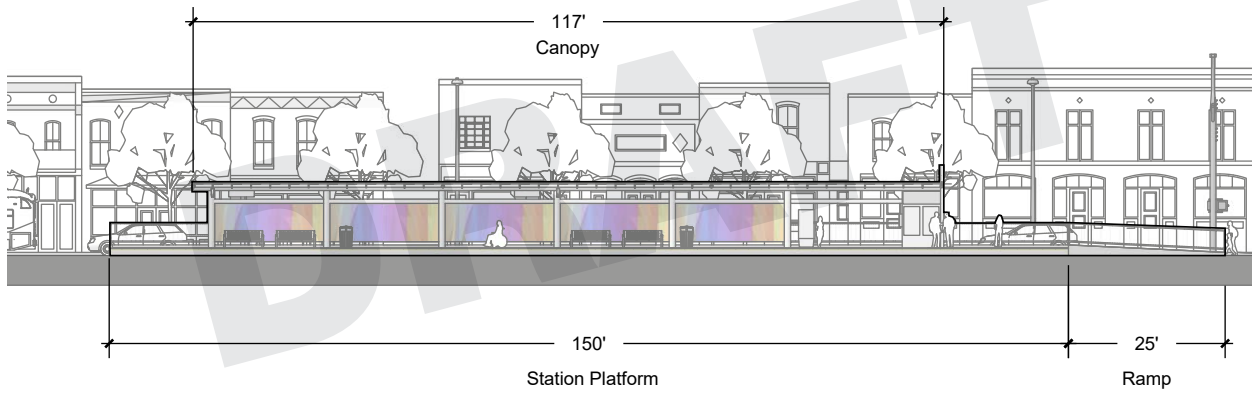 117'
Canopy
DRAFT
150'
25'
Station Platform
Ramp